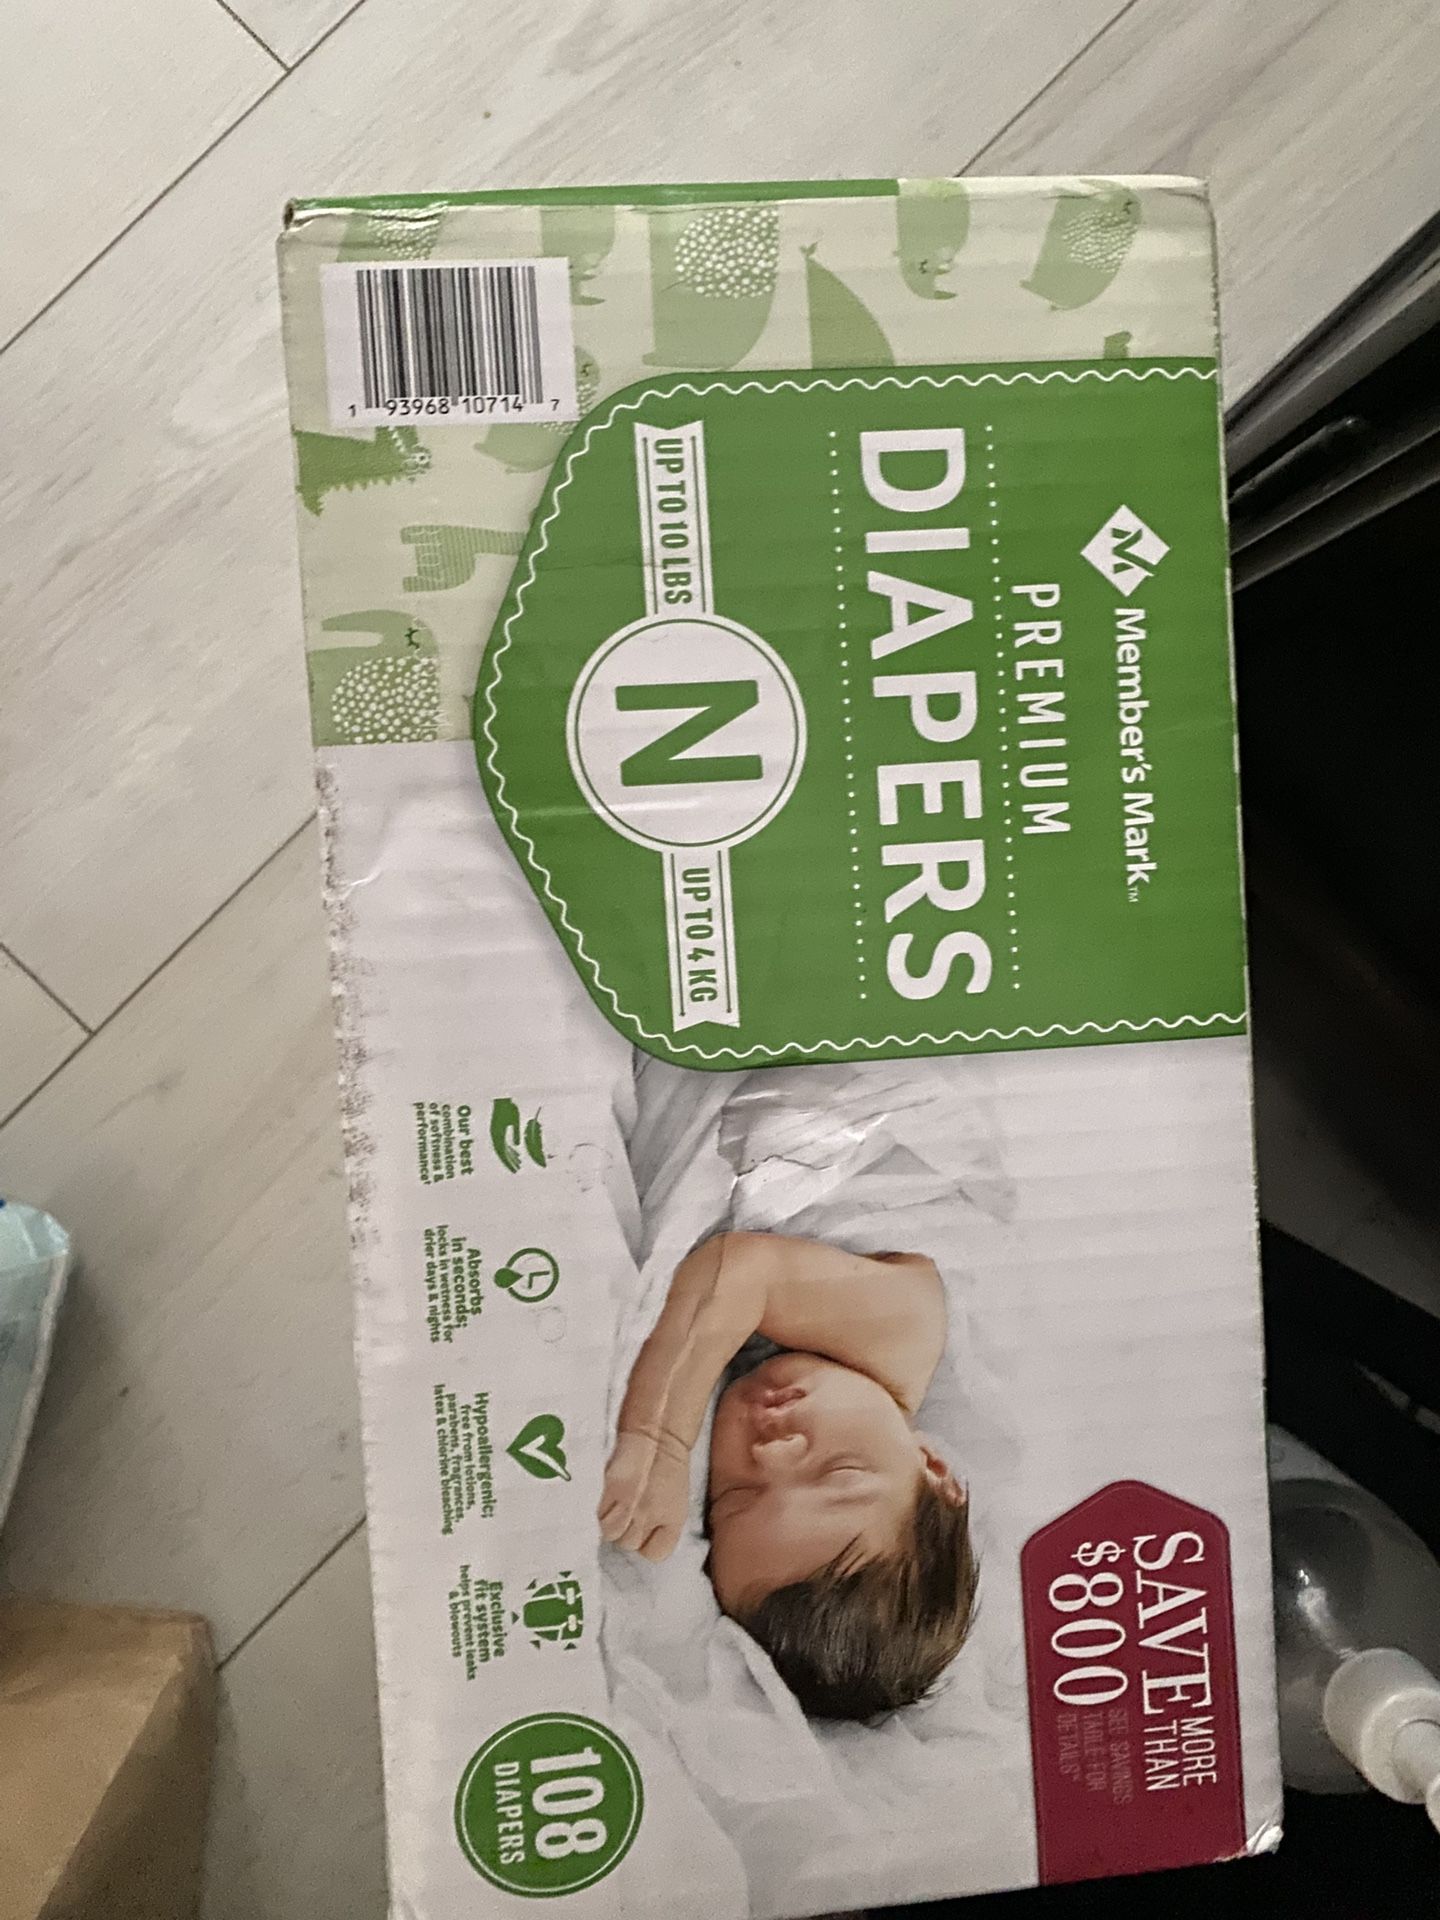 Member's Mark™
PREMIUM
DIAPERS
UP TO 10 LBS
N
UP TO 4 KG
1 93968 10714 7
SAVE MORE THAN
$800
SEE SAVINGS
TABLE FOR
DETAILS
Our best
combination
of softness &
performance†
Absorbs
in seconds;
locks in wetness for
drier days & nights
Hypoallergenic;
free from lotions,
parabens, fragrances,
latex & chlorine bleaching
Exclusive
fit system
helps prevent leaks
& blowouts
108
DIAPERS